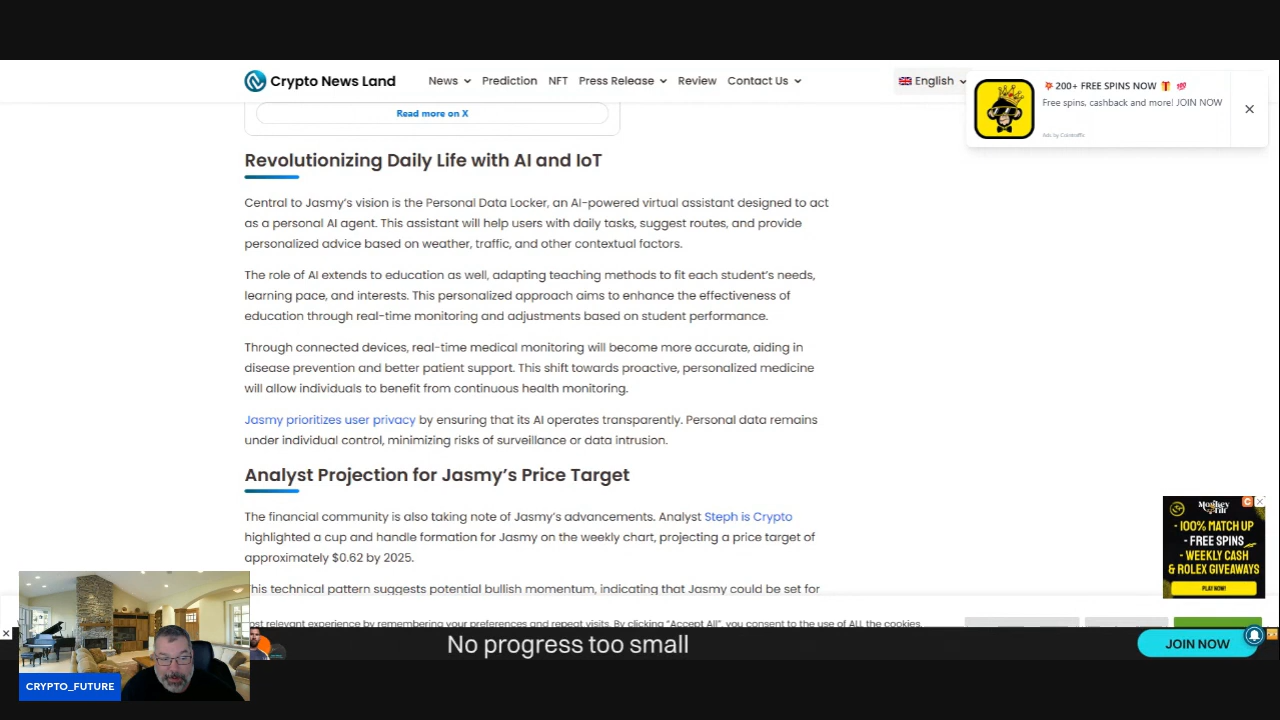 Crypto News Land
News
Prediction
NFT
Press Release
Review
Contact Us
English
200+ FREE SPINS NOW
Free spins, cashback and more! JOIN NOW
Ads by Cointraffic
Read more on X
Revolutionizing Daily Life with AI and IoT
Central to Jasmy's vision is the Personal Data Locker, an AI-powered virtual assistant designed to act
as a personal AI agent. This assistant will help users with daily tasks, suggest routes, and provide
personalized advice based on weather, traffic, and other contextual factors.
The role of AI extends to education as well, adapting teaching methods to fit each student's needs,
learning pace, and interests. This personalized approach aims to enhance the effectiveness of
education through real-time monitoring and adjustments based on student performance.
Through connected devices, real-time medical monitoring will become more accurate, aiding in
disease prevention and better patient support. This shift towards proactive, personalized medicine
will allow individuals to benefit from continuous health monitoring.
Jasmy prioritizes user privacy by ensuring that its AI operates transparently. Personal data remains
under individual control, minimizing risks of surveillance or data intrusion.
Analyst Projection for Jasmy's Price Target
The financial community is also taking note of Jasmy's advancements. Analyst Steph is Crypto
highlighted a cup and handle formation for Jasmy on the weekly chart, projecting a price target of
approximately $0.62 by 2025.
This technical pattern suggests potential bullish momentum, indicating that Jasmy could be set for
most relevant experience by remembering your preferences and repeat visits. By clicking "Accept All", you consent to the use of ALL the cookies.
- 100% MATCH UP
- FREE SPINS
- WEEKLY CASH
& ROLEX GIVEAWAYS
PLAY NOW!
No progress too small
JOIN NOW
CRYPTO_FUTURE